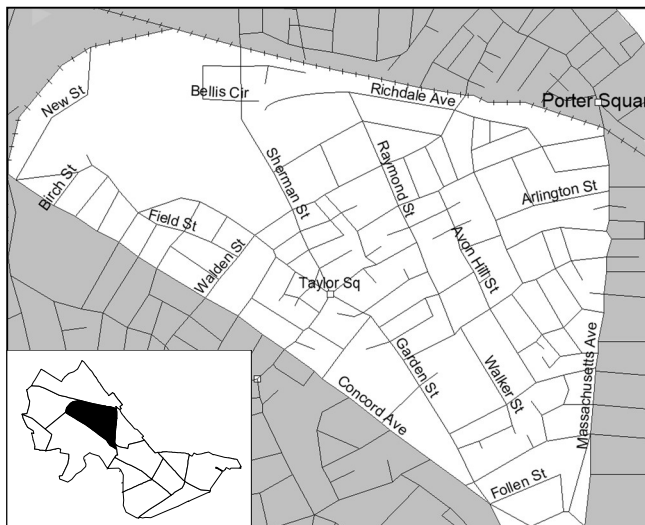 New St
Bellis Cir
Richdale Ave
Porter Squar
Birch St
Sherman St
Raymond St
Arlington St
Field St
Walden St
Avon Hill St
Taylor Sq
Garden St
Walker St
Massachusetts Ave
Concord Ave
Follen St